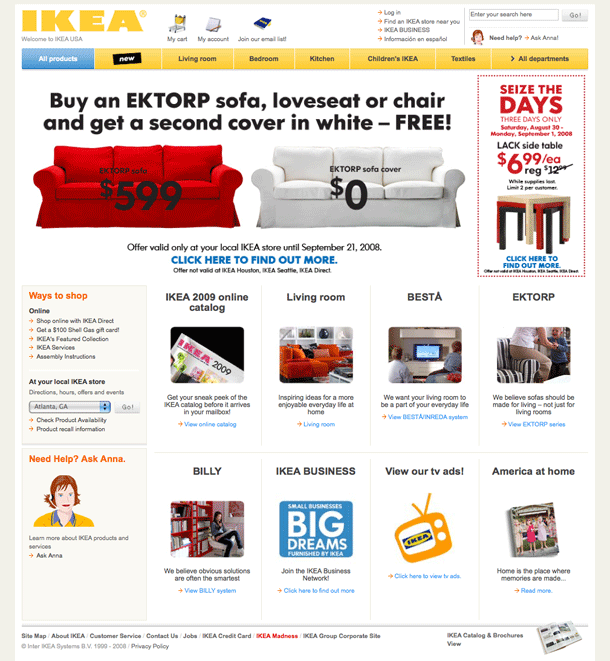 IKEA®
Welcome to IKEA USA
My cart
My account
Join our email list!
Log in
Find an IKEA store near you
IKEA BUSINESS
Información en español
Enter your search here
Go!
Need help? Ask Anna!
All products
new
Living room
Bedroom
Kitchen
Children's IKEA
Textiles
All departments
Buy an EKTORP sofa, loveseat or chair
and get a second cover in white – FREE!
EKTORP sofa
$599
EKTORP sofa cover
$0
Offer valid only at your local IKEA store until September 21, 2008.
CLICK HERE TO FIND OUT MORE.
Offer not valid at IKEA Houston, IKEA Seattle, IKEA Direct.
SEIZE THE
DAYS
THREE DAYS ONLY
Saturday, August 30 -
Monday, September 1, 2008
LACK side table
$6.99/ea
reg $12.99
While supplies last.
Limit 2 per customer.
CLICK HERE TO
FIND OUT MORE.
Offer not valid at IKEA Houston, IKEA Seattle, IKEA Direct.
Ways to shop
Online
Shop online with IKEA Direct
Get a $100 Shell Gas gift card!
IKEA's Featured Collection
IKEA Services
Assembly Instructions
At your local IKEA store
Directions, hours, offers and events
Atlanta, GA
Go!
Check Product Availability
Product recall information
IKEA 2009 online
catalog
IKEA
2009
Get your sneak peek of the
IKEA catalog before it arrives
in your mailbox!
View online catalog
Living room
Inspiring ideas for a more
enjoyable everyday life at
home
Living room
BESTÅ
We want your living room to
be a part of your everyday life
View BESTÅ/INREDA system
EKTORP
We believe sofas should be
made for living – not just for
living rooms
View EKTORP series
Need Help? Ask Anna.
Learn more about IKEA products and
services
Ask Anna
BILLY
We believe obvious solutions
are often the smartest
View BILLY system
IKEA BUSINESS
SMALL BUSINESSES
BIG
DREAMS
FURNISHED BY IKEA
Join the IKEA Business
Network!
Click here to find out more
View our tv ads!
IKEA
Click here to view tv ads.
America at home
Home is the place where
memories are made...
Read more.
Site Map / About IKEA / Customer Service / Contact Us / Jobs / IKEA Credit Card / IKEA Madness / IKEA Group Corporate Site
© Inter IKEA Systems B.V. 1999 - 2008 / Privacy Policy
IKEA Catalog & Brochures
View